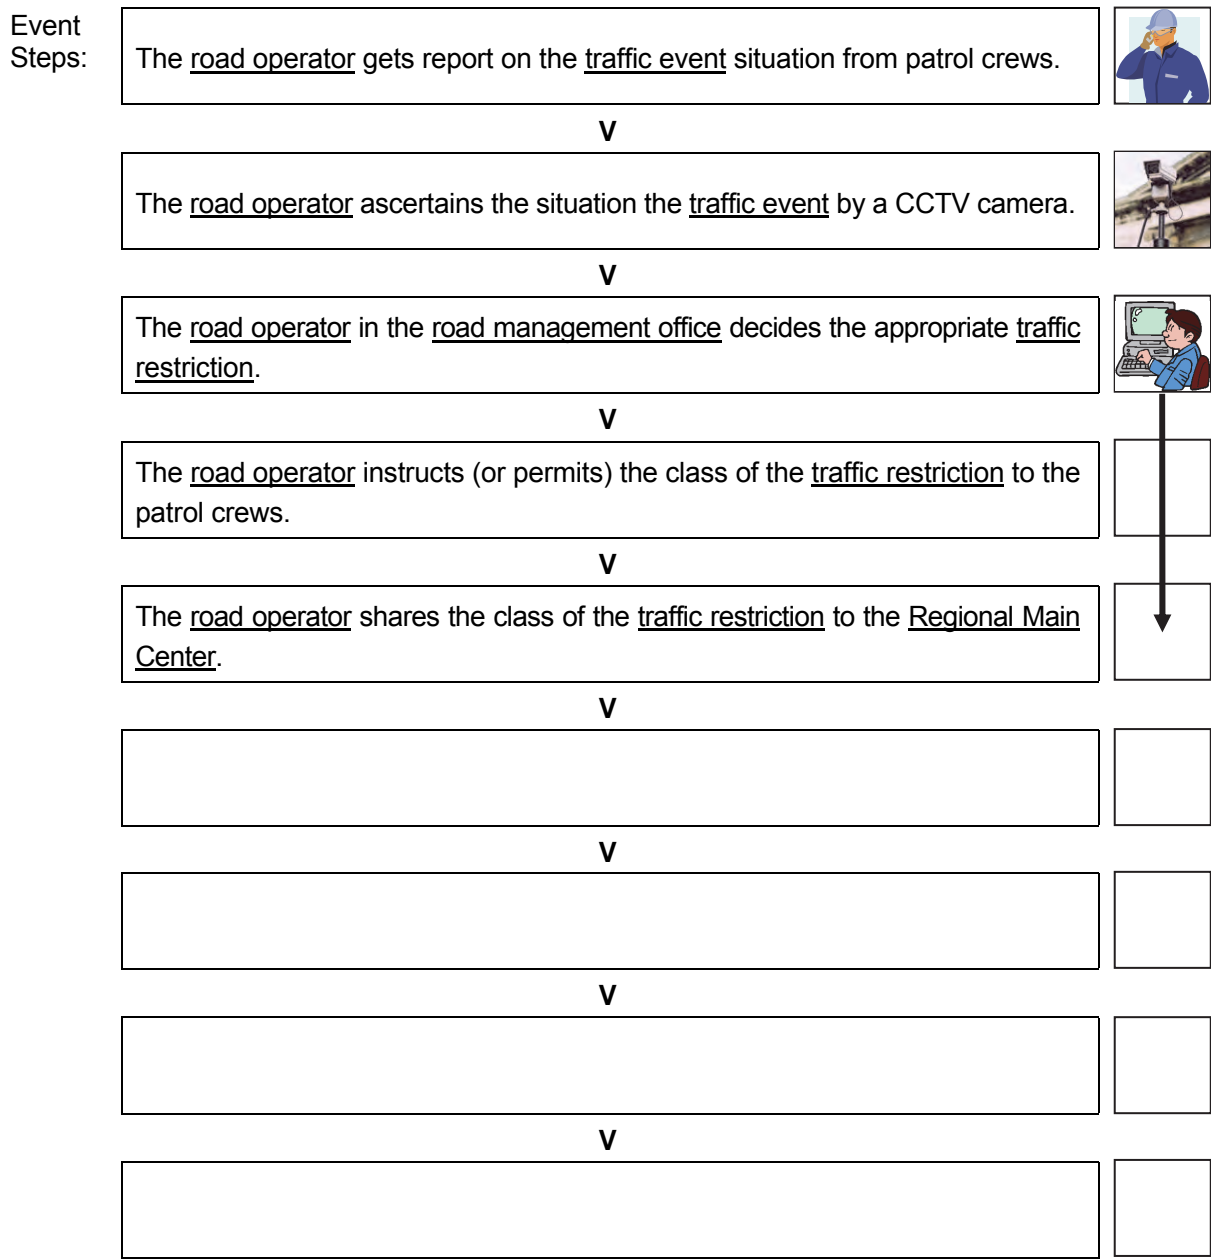 Event
Steps:
The road operator gets report on the traffic event situation from patrol crews.
V
The road operator ascertains the situation the traffic event by a CCTV camera.
V
The road operator in the road management office decides the appropriate traffic
restriction.
V
The road operator instructs (or permits) the class of the traffic restriction to the
patrol crews.
V
The road operator shares the class of the traffic restriction to the Regional Main
Center.
V
V
V
V